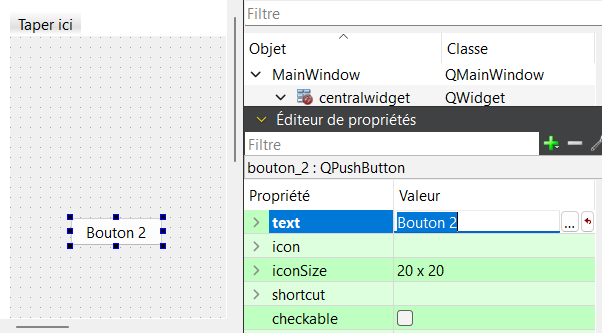 Taper ici
Bouton 2
Filtre
Objet Classe
MainWindow QMainWindow
centralwidget QWidget
Éditeur de propriétés
Filtre
bouton_2 : QPushButton
Propriété Valeur
text Bouton 2 ...
icon
iconSize 20 x 20
shortcut
checkable